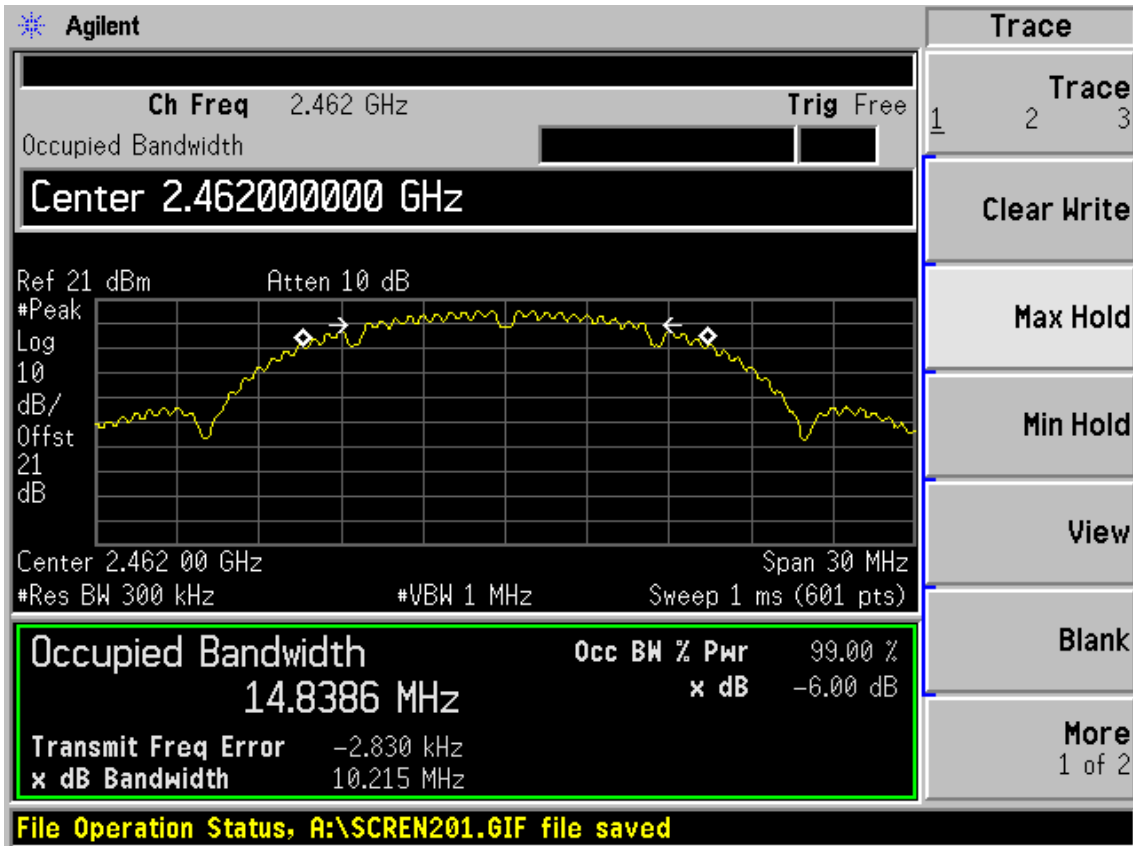 Agilent
Trace
Ch Freq 2.462 GHz Trig Free
Occupied Bandwidth
Center 2.462000000 GHz
Ref 21 dBm Atten 10 dB
#Peak
Log
10
dB/
Offst
21
dB
Center 2.462 00 GHz Span 30 MHz
#Res BW 300 kHz #VBW 1 MHz Sweep 1 ms (601 pts)
Occupied Bandwidth
14.8386 MHz
Occ BW % Pwr 99.00 %
x dB -6.00 dB
Transmit Freq Error -2.830 kHz
x dB Bandwidth 10.215 MHz
File Operation Status, A:\SCREN201.GIF file saved
Trace
1 2 3
Clear Write
Max Hold
Min Hold
View
Blank
More
1 of 2